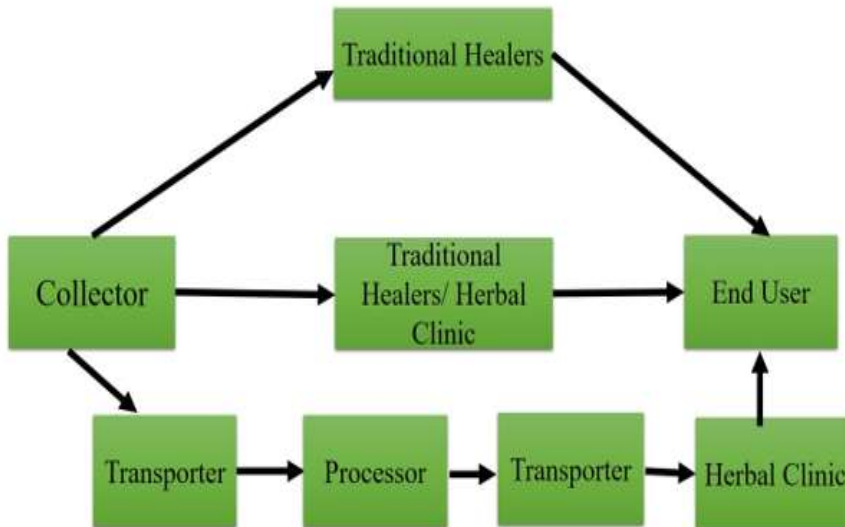 Traditional Healers
Collector
Traditional
Healers/ Herbal
Clinic
End User
Transporter
Processor
Transporter
Herbal Clinic